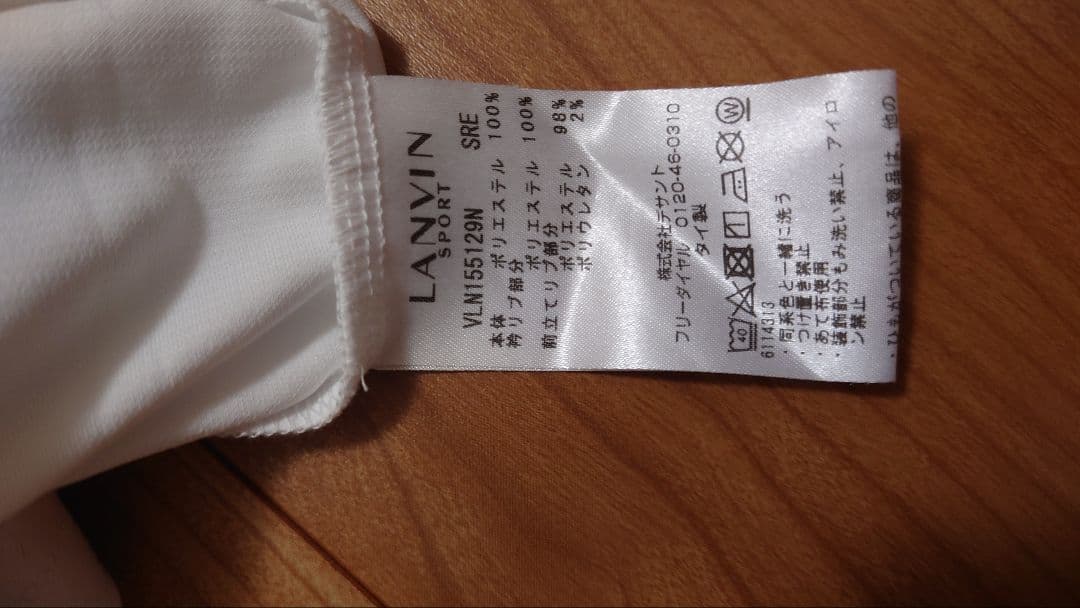 LANVIN
SPORT
VLN155129N SRE
本体 ポリエステル 100%
衿リブ部分
ポリエステル 100%
前立てリブ部分
ポリエステル 98%
ポリウレタン 2%
株式会社デサント
フリーダイヤル 0120-46-0310
タイ製
40 W
6114313
・同系色と一緒に洗う
・つけ置き禁止
・あて布使用
・装飾部分もみ洗い禁止、アイロ
ン禁止
・ひもがついている商品は、他の